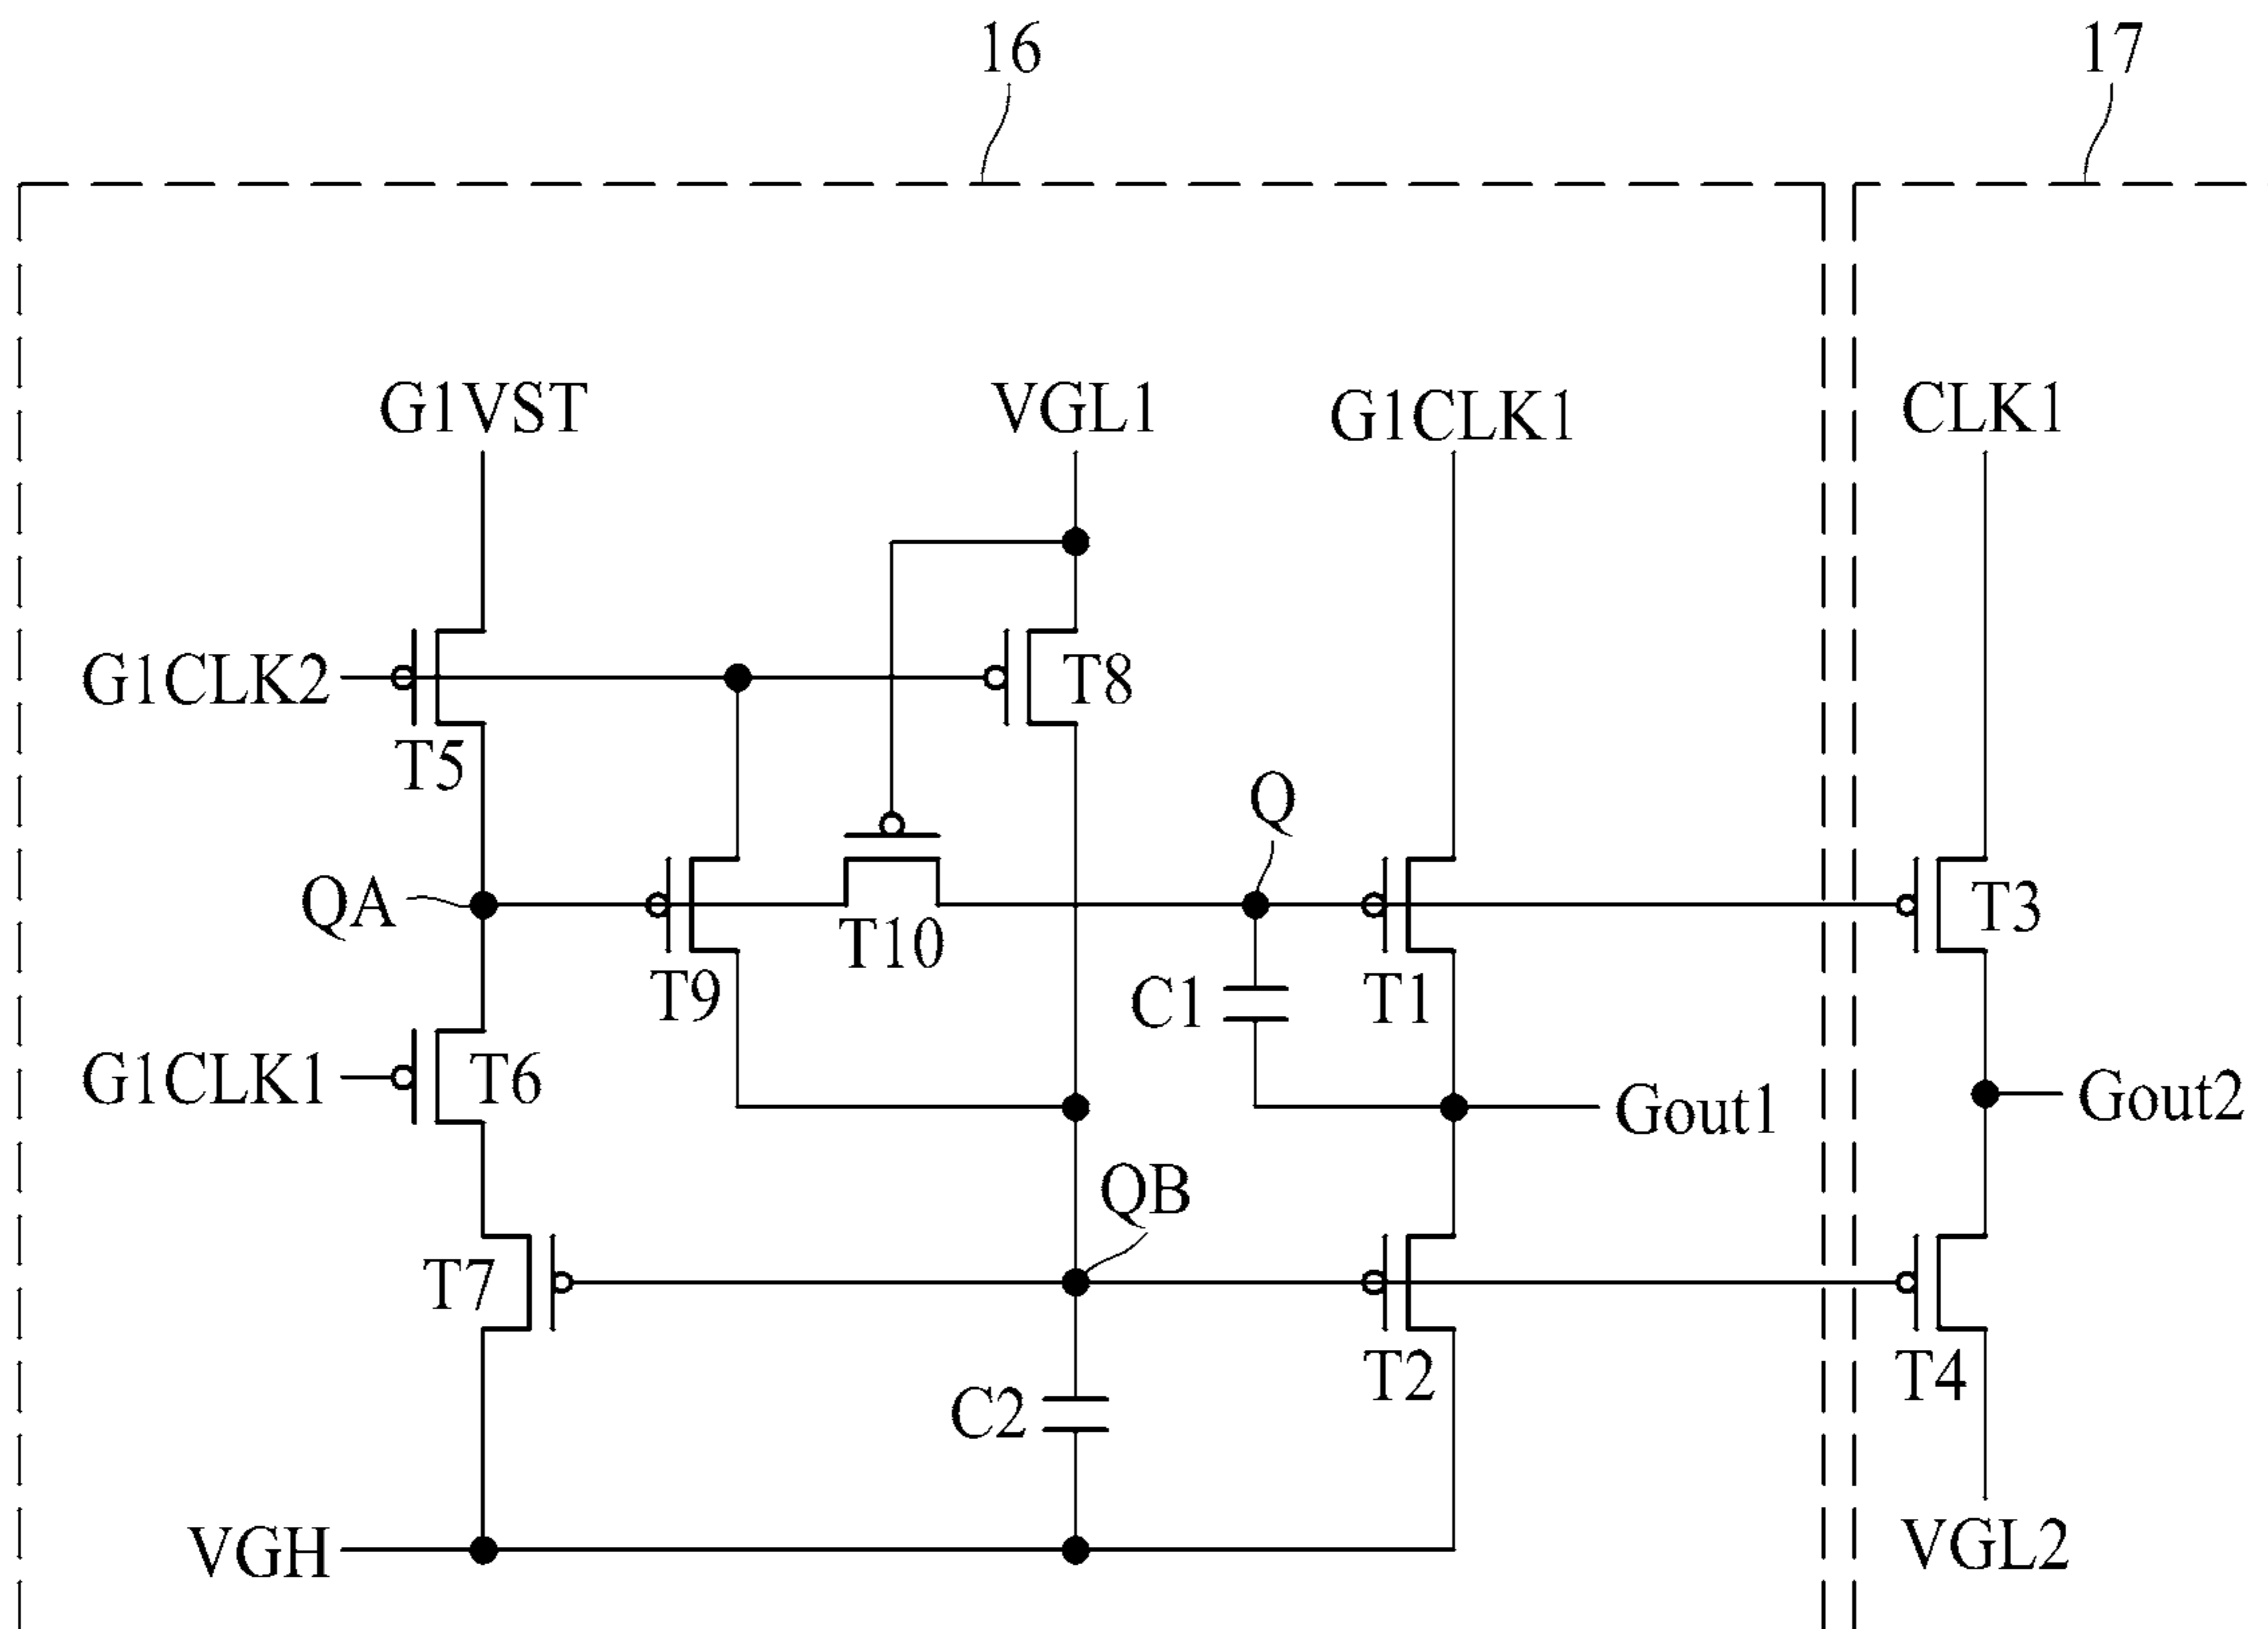 16
17
G1VST
VGL1
G1CLK1
CLK1
G1CLK2
T8
T5
Q
QA
T3
T10
T9
C1
T1
G1CLK1
T6
Gout1
Gout2
QB
T7
T2
T4
C2
VGH
VGL2